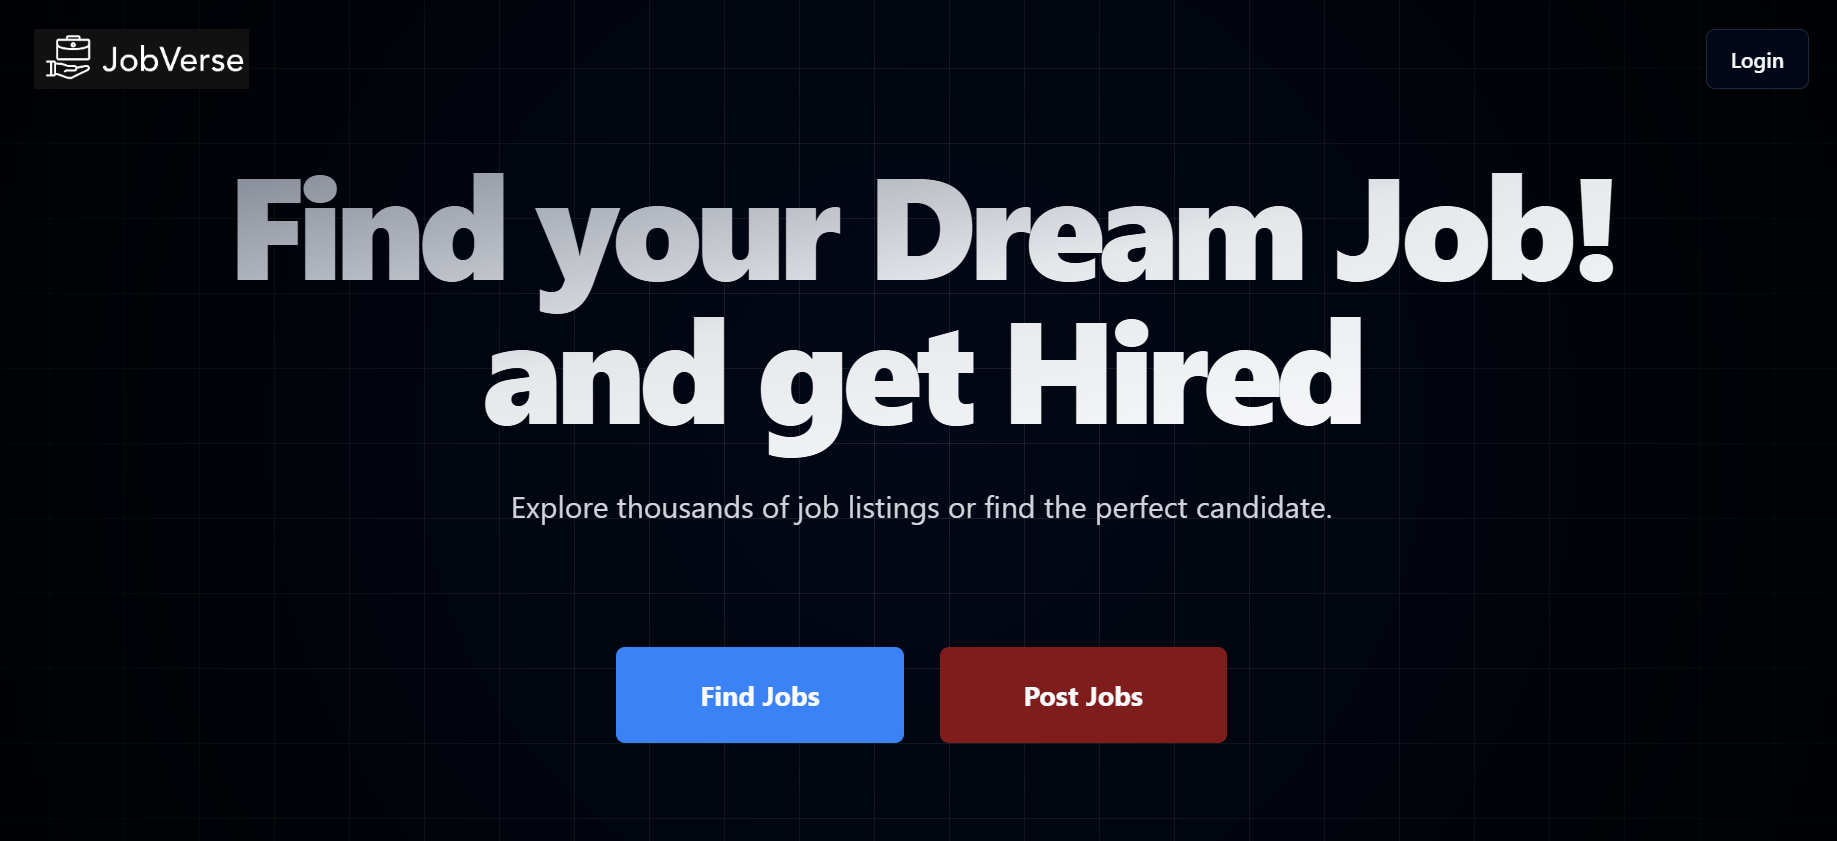 JobVerse
Login
Find your Dream Job!
and get Hired
Explore thousands of job listings or find the perfect candidate.
Find Jobs
Post Jobs